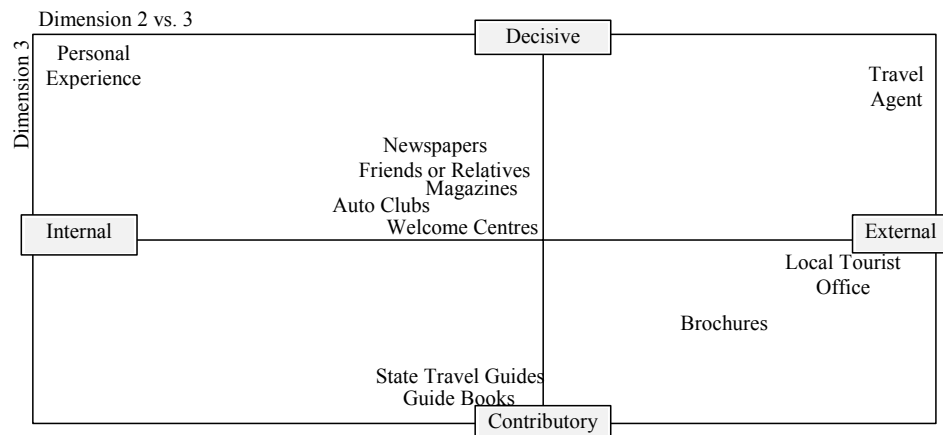 Dimension 2 vs. 3
Dimension 3
Decisive
Personal
Experience
Travel
Agent
Newspapers
Friends or Relatives
Magazines
Auto Clubs
Welcome Centres
Internal
External
Local Tourist
Office
Brochures
State Travel Guides
Guide Books
Contributory